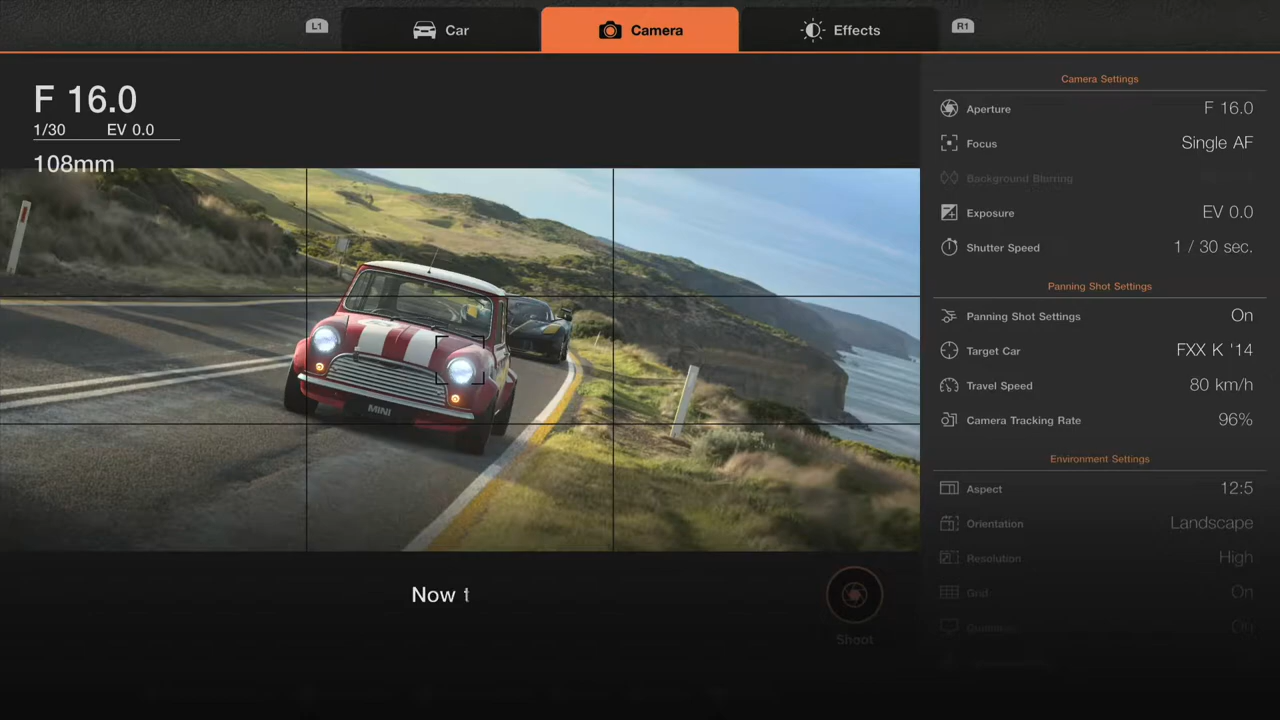 L1
Car
Camera
Effects
R1
F 16.0
1/30 EV 0.0
108mm
MINI
Now t
Shoot
Camera Settings
Aperture F 16.0
Focus Single AF
Background Blurring
Exposure EV 0.0
Shutter Speed 1 / 30 sec.
Panning Shot Settings
Panning Shot Settings On
Target Car FXX K '14
Travel Speed 80 km/h
Camera Tracking Rate 96%
Environment Settings
Aspect 12:5
Orientation Landscape
Resolution High
Grid On
On